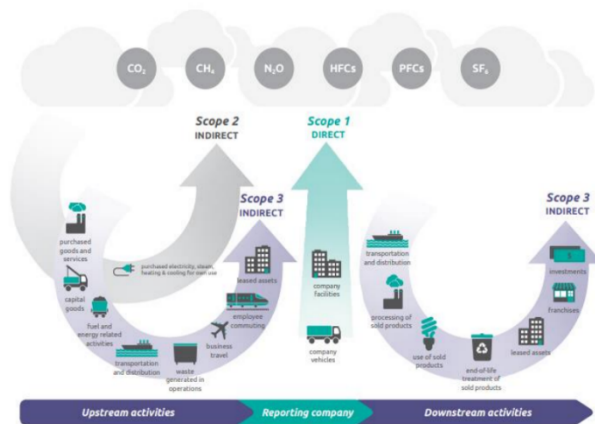 CO₂
CH₄
N₂O
HFCs
PFCs
SF₆
Scope 2
INDIRECT
Scope 1
DIRECT
Scope 3
INDIRECT
Scope 3
INDIRECT
purchased
goods and
services
capital
goods
fuel and
energy related
activities
transportation
and distribution
waste
generated in
operations
business
travel
employee
commuting
leased assets
purchased electricity, steam,
heating & cooling for own use
company
facilities
company
vehicles
transportation
and distribution
processing of
sold products
use of sold
products
end-of-life
treatment of
sold products
leased assets
franchises
investments
Upstream activities
Reporting company
Downstream activities